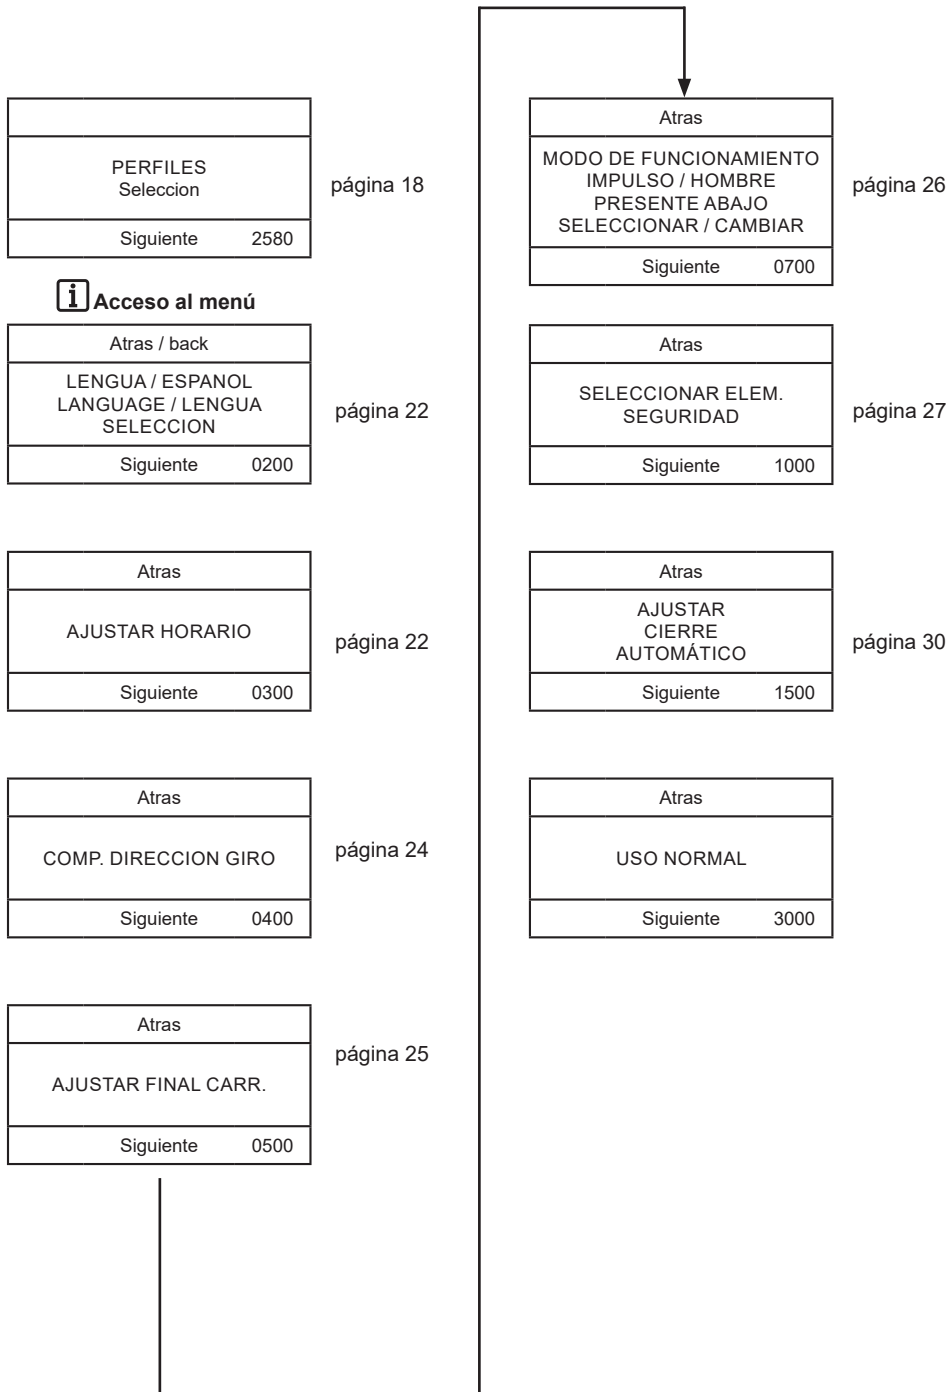 PERFILES
Seleccion
Siguiente 2580
página 18
i Acceso al menú
Atras / back
LENGUA / ESPANOL
LANGUAGE / LENGUA
SELECCION
Siguiente 0200
página 22
Atras
AJUSTAR HORARIO
Siguiente 0300
página 22
Atras
COMP. DIRECCION GIRO
Siguiente 0400
página 24
Atras
AJUSTAR FINAL CARR.
Siguiente 0500
página 25
Atras
MODO DE FUNCIONAMIENTO
IMPULSO / HOMBRE
PRESENTE ABAJO
SELECCIONAR / CAMBIAR
Siguiente 0700
página 26
Atras
SELECCIONAR ELEM.
SEGURIDAD
Siguiente 1000
página 27
Atras
AJUSTAR
CIERRE
AUTOMÁTICO
Siguiente 1500
página 30
Atras
USO NORMAL
Siguiente 3000